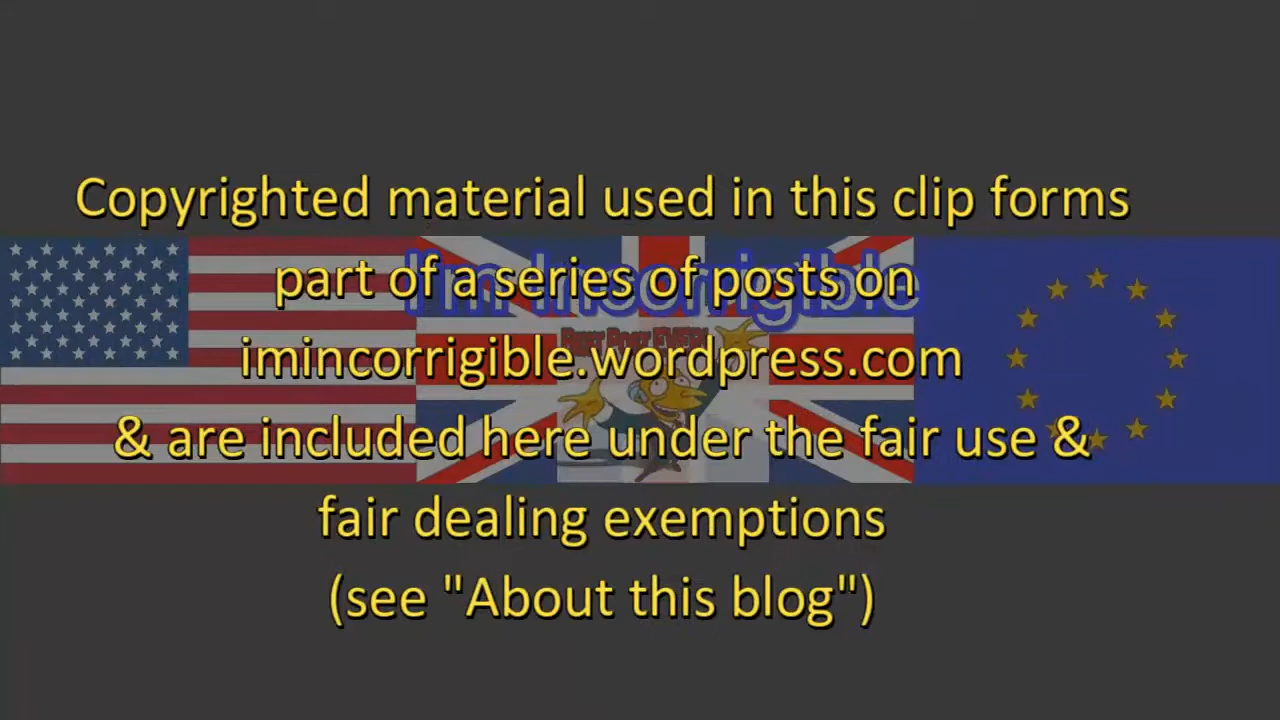 Copyrighted material used in this clip forms
part of a series of posts on
I'm Incorrigible
imincorrigible.wordpress.com
& are included here under the fair use &
fair dealing exemptions
(see "About this blog")